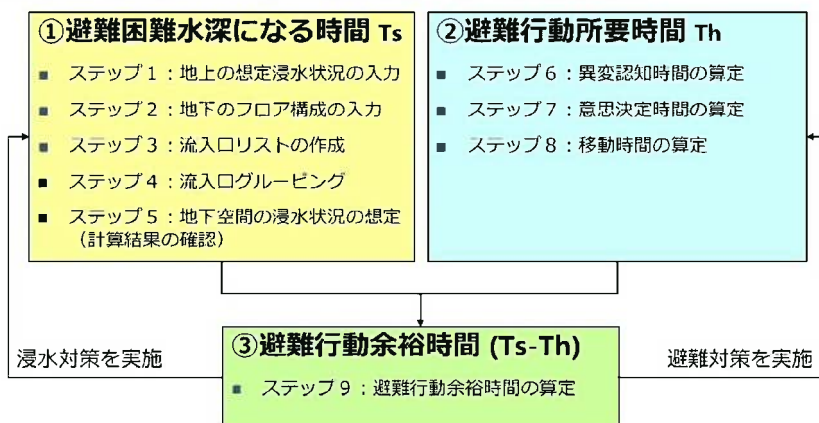 ①避難困難水深になる時間 Ts
■ ステップ1：地上の想定浸水状況の入力
■ ステップ2：地下のフロア構成の入力
■ ステップ3：流入口リストの作成
■ ステップ4：流入口グルーピング
■ ステップ5：地下空間の浸水状況の想定
（計算結果の確認）
②避難行動所要時間 Th
■ ステップ6：異変認知時間の算定
■ ステップ7：意思決定時間の算定
■ ステップ8：移動時間の算定
③避難行動余裕時間 (Ts-Th)
■ ステップ9：避難行動余裕時間の算定
浸水対策を実施
避難対策を実施